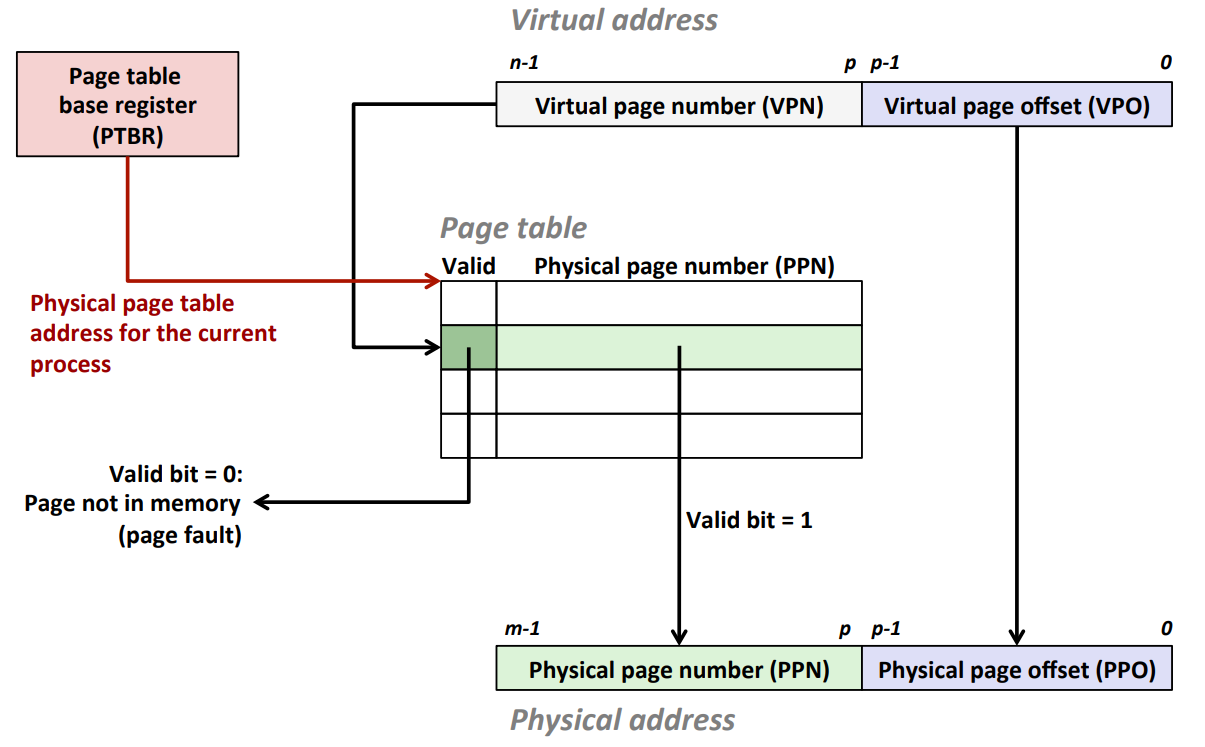 Virtual address
n-1 p p-1 0
Page table
base register
(PTBR)
Virtual page number (VPN) Virtual page offset (VPO)
Page table
Valid Physical page number (PPN)
Physical page table
address for the current
process
Valid bit = 0:
Page not in memory
(page fault)
Valid bit = 1
m-1 p p-1 0
Physical page number (PPN) Physical page offset (PPO)
Physical address